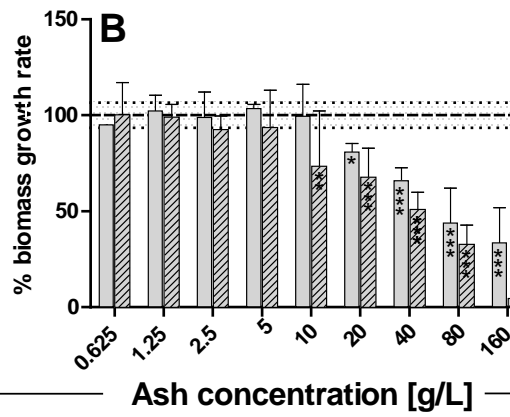 B
% biomass growth rate
150
100
50
0
0.625 1.25 2.5 5 10 20 40 80 160
** * *** *** *** *** *** ***
Ash concentration [g/L]